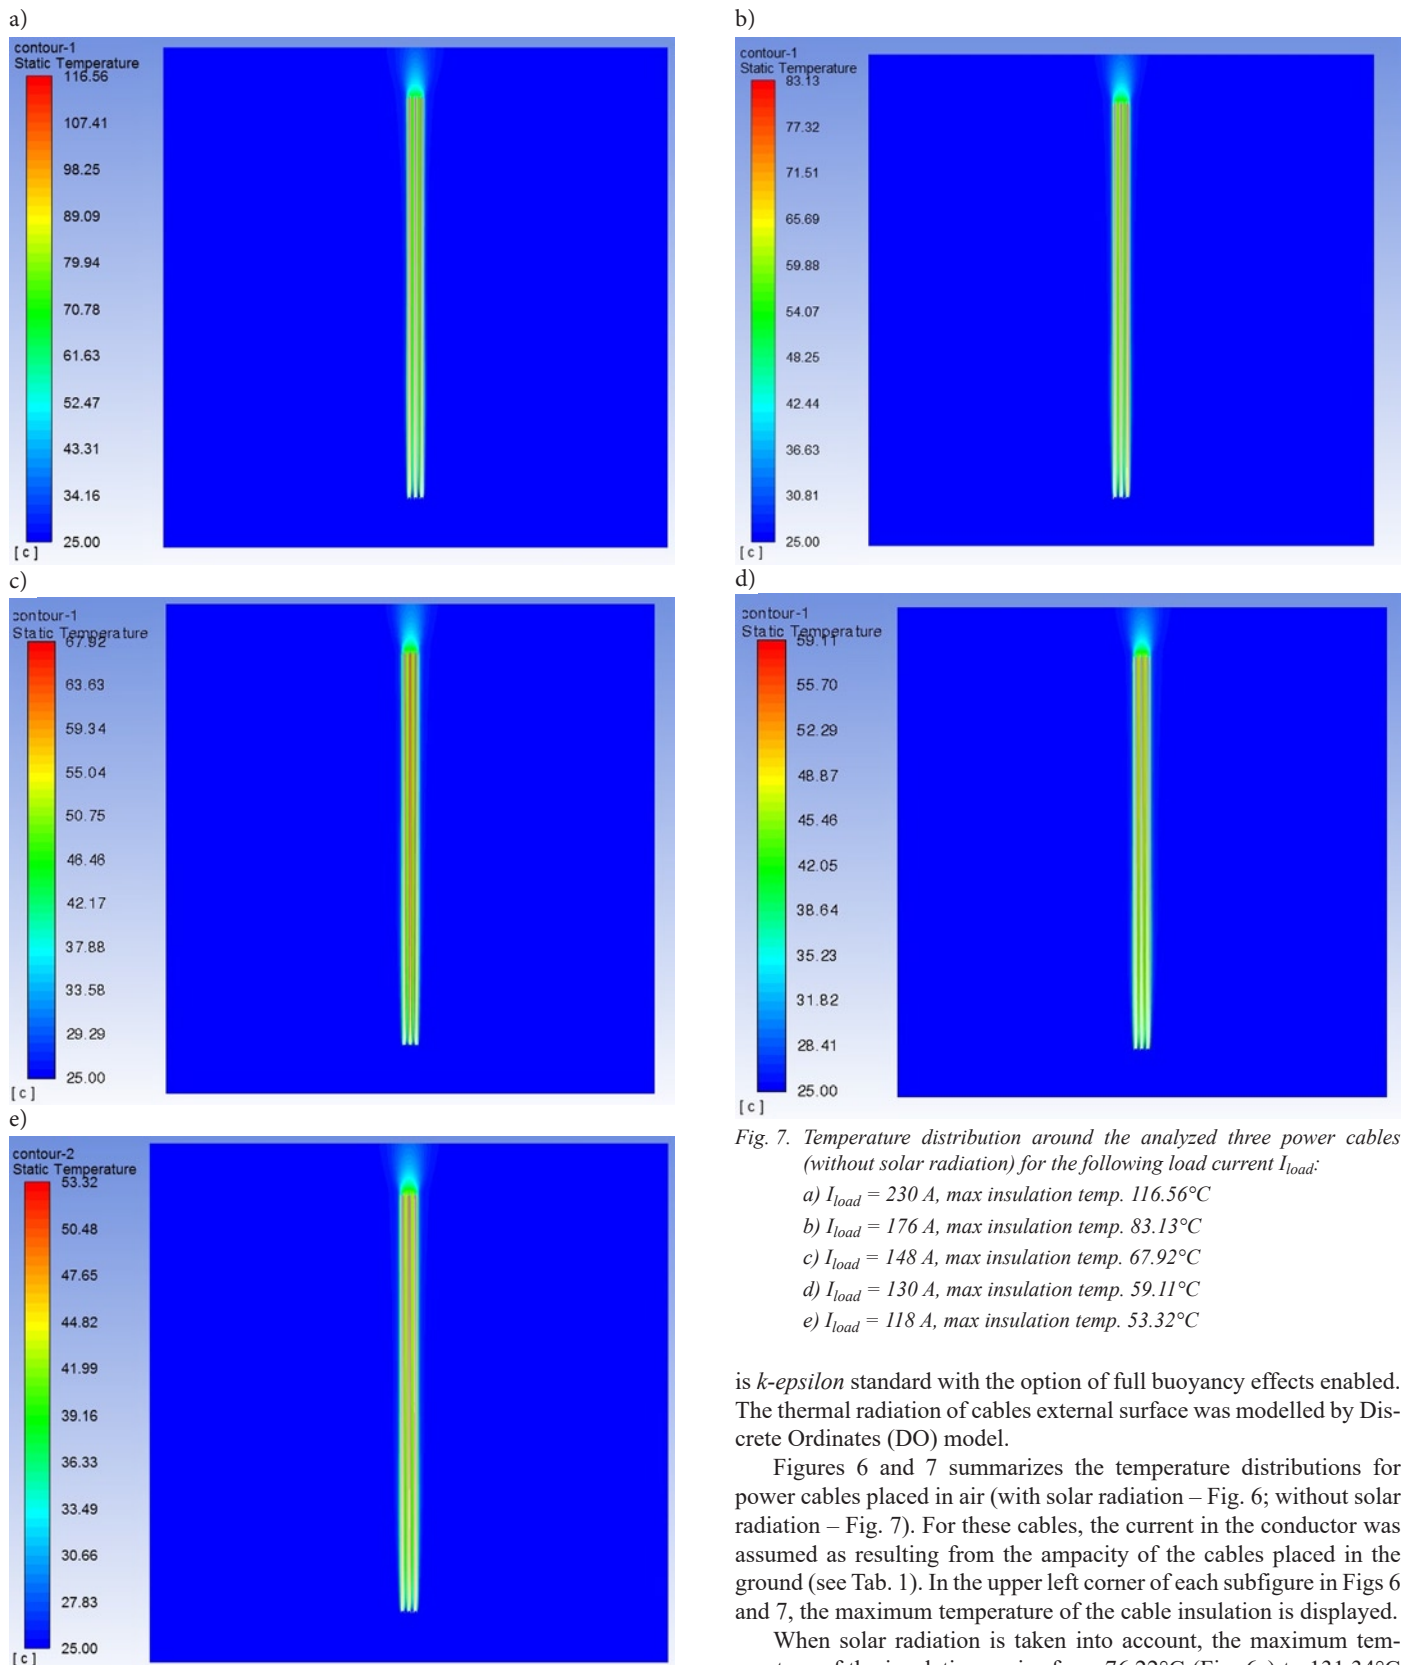 a)
contour-1
Static Temperature
116.56
107.41
98.25
89.09
79.94
70.78
61.63
52.47
43.31
34.16
25.00
[ c ]
b)
contour-1
Static Temperature
83.13
77.32
71.51
65.69
59.88
54.07
48.25
42.44
36.63
30.81
25.00
[ c ]
c)
contour-1
Static Temperature
67.92
63.63
59.34
55.04
50.75
46.46
42.17
37.88
33.58
29.29
25.00
[ c ]
d)
contour-1
Static Temperature
59.11
55.70
52.29
48.87
45.46
42.05
38.64
35.23
31.82
28.41
25.00
[ c ]
e)
contour-2
Static Temperature
53.32
50.48
47.65
44.82
41.99
39.16
36.33
33.49
30.66
27.83
25.00
[ c ]
Fig. 7. Temperature distribution around the analyzed three power cables
(without solar radiation) for the following load current Iload:
a) Iload = 230 A, max insulation temp. 116.56°C
b) Iload = 176 A, max insulation temp. 83.13°C
c) Iload = 148 A, max insulation temp. 67.92°C
d) Iload = 130 A, max insulation temp. 59.11°C
e) Iload = 118 A, max insulation temp. 53.32°C
is k-epsilon standard with the option of full buoyancy effects enabled.
The thermal radiation of cables external surface was modelled by Dis-
crete Ordinates (DO) model.
Figures 6 and 7 summarizes the temperature distributions for
power cables placed in air (with solar radiation – Fig. 6; without solar
radiation – Fig. 7). For these cables, the current in the conductor was
assumed as resulting from the ampacity of the cables placed in the
ground (see Tab. 1). In the upper left corner of each subfigure in Figs 6
and 7, the maximum temperature of the cable insulation is displayed.
When solar radiation is taken into account, the maximum tem-